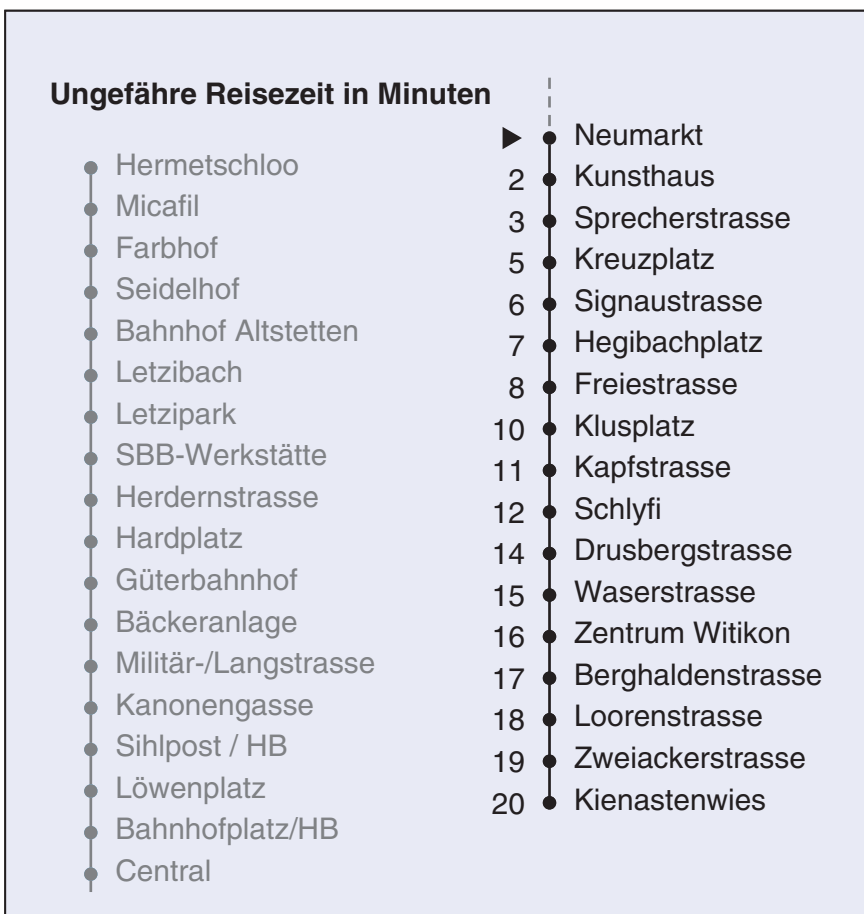 Ungefähre Reisezeit in Minuten
Hermetschloo
Micafil
Farbhof
Seidelhof
Bahnhof Altstetten
Letzibach
Letzipark
SBB-Werkstätte
Herdernstrasse
Hardplatz
Güterbahnhof
Bäckeranlage
Militär-/Langstrasse
Kanonengasse
Sihlpost / HB
Löwenplatz
Bahnhofplatz/HB
Central
Neumarkt
2 Kunsthaus
3 Sprecherstrasse
5 Kreuzplatz
6 Signaustrasse
7 Hegibachplatz
8 Freiestrasse
10 Klusplatz
11 Kapfstrasse
12 Schlyfi
14 Drusbergstrasse
15 Waserstrasse
16 Zentrum Witikon
17 Berghaldenstrasse
18 Loorenstrasse
19 Zweiackerstrasse
20 Kienastenwies